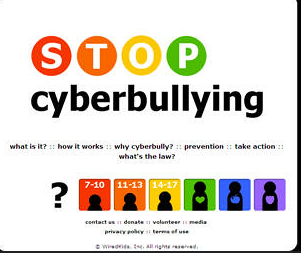 STOP
cyberbullying
what is it? :: how it works :: why cyberbully? :: prevention :: take action ::
what's the law?
? 7-10 11-13 14-17
contact us :: donate :: volunteer :: media
privacy policy :: terms of use
© WiredKids, Inc. All rights reserved.